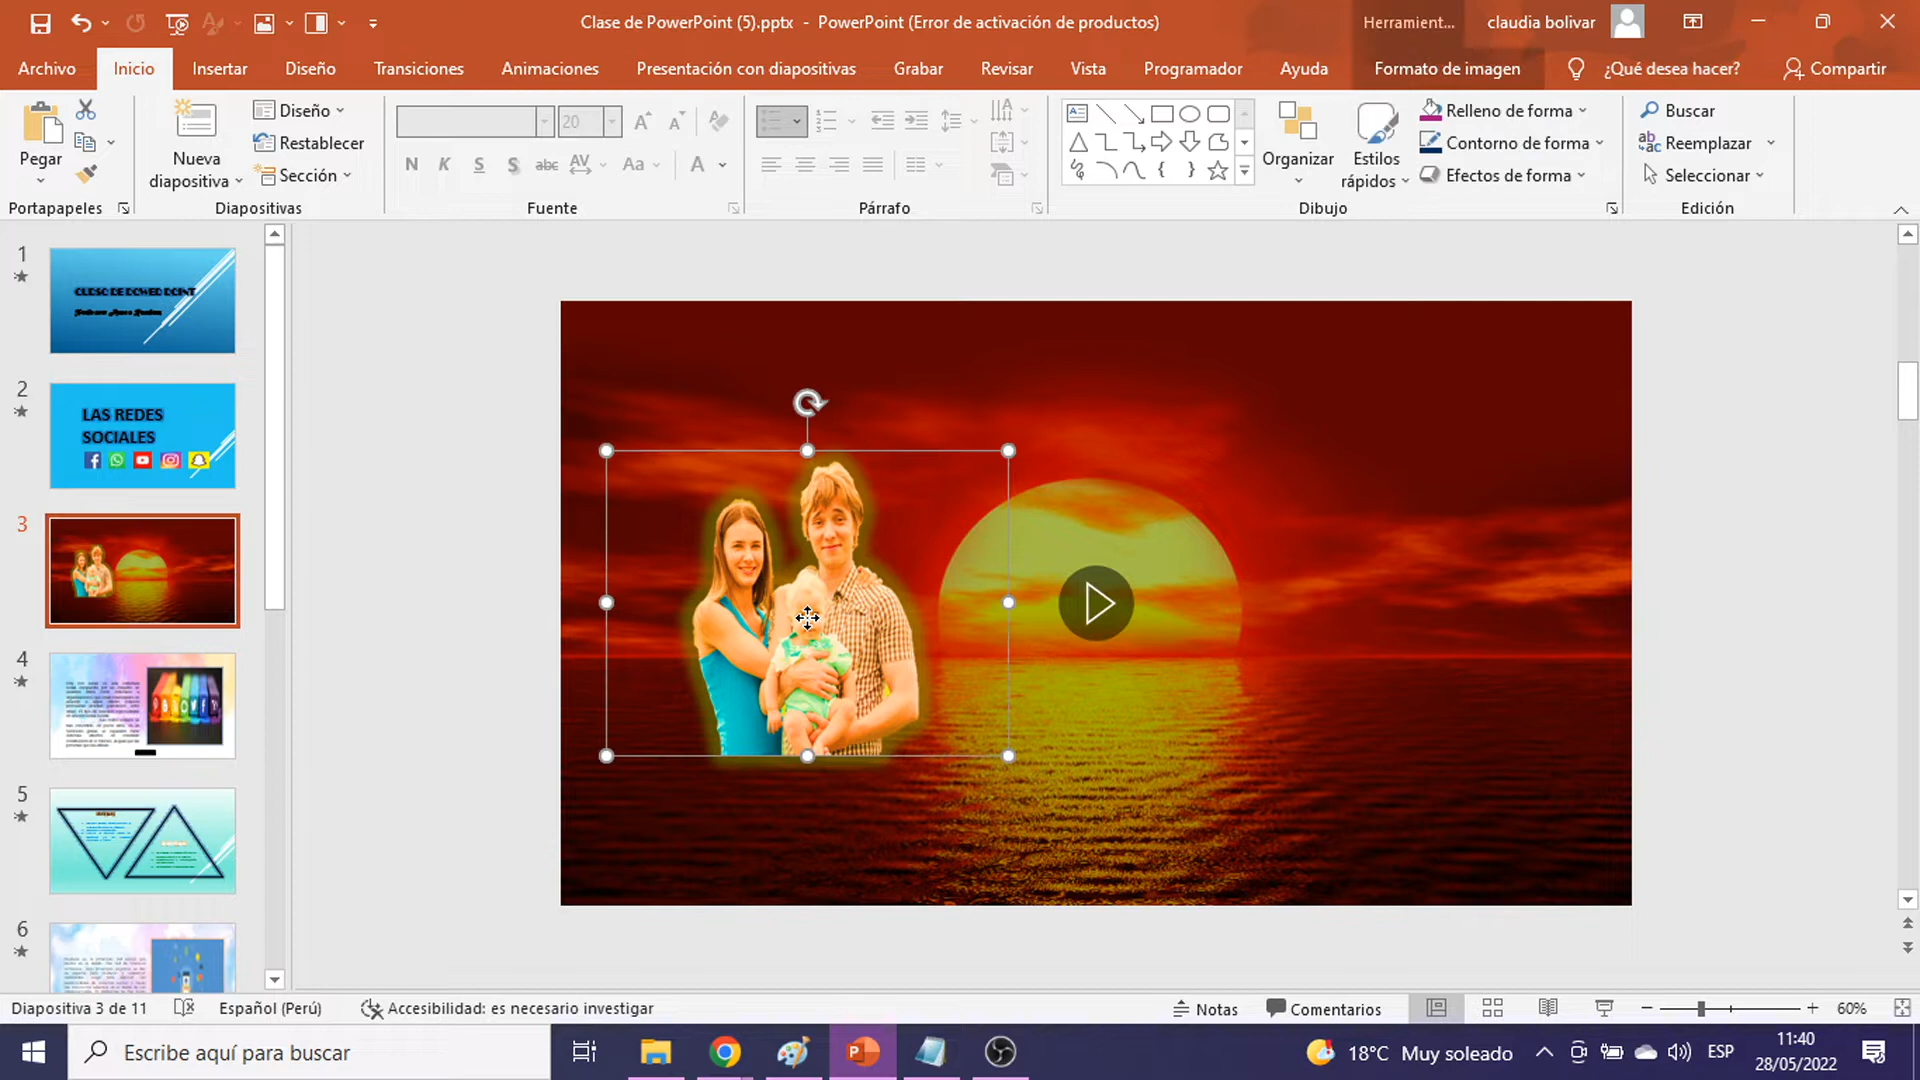 Clase de PowerPoint (5).pptx - PowerPoint (Error de activación de productos)
Herramient...
claudia bolivar
Archivo Inicio Insertar Diseño Transiciones Animaciones Presentación con diapositivas Grabar Revisar Vista Programador Ayuda Formato de imagen ¿Qué desea hacer? Compartir
Pegar
Nueva diapositiva
Diseño
Restablecer
Sección
20
N K S S abc AV Aa A
Organizar
Estilos rápidos
Relleno de forma
Contorno de forma
Efectos de forma
Buscar
Reemplazar
Seleccionar
Portapapeles Diapositivas Fuente Párrafo Dibujo Edición
1
CURSO DE POWER POINT
2
LAS REDES
SOCIALES
3
4
5
6
Diapositiva 3 de 11 Español (Perú) Accesibilidad: es necesario investigar Notas Comentarios 60%
Escribe aquí para buscar
18°C Muy soleado
ESP
11:40
28/05/2022